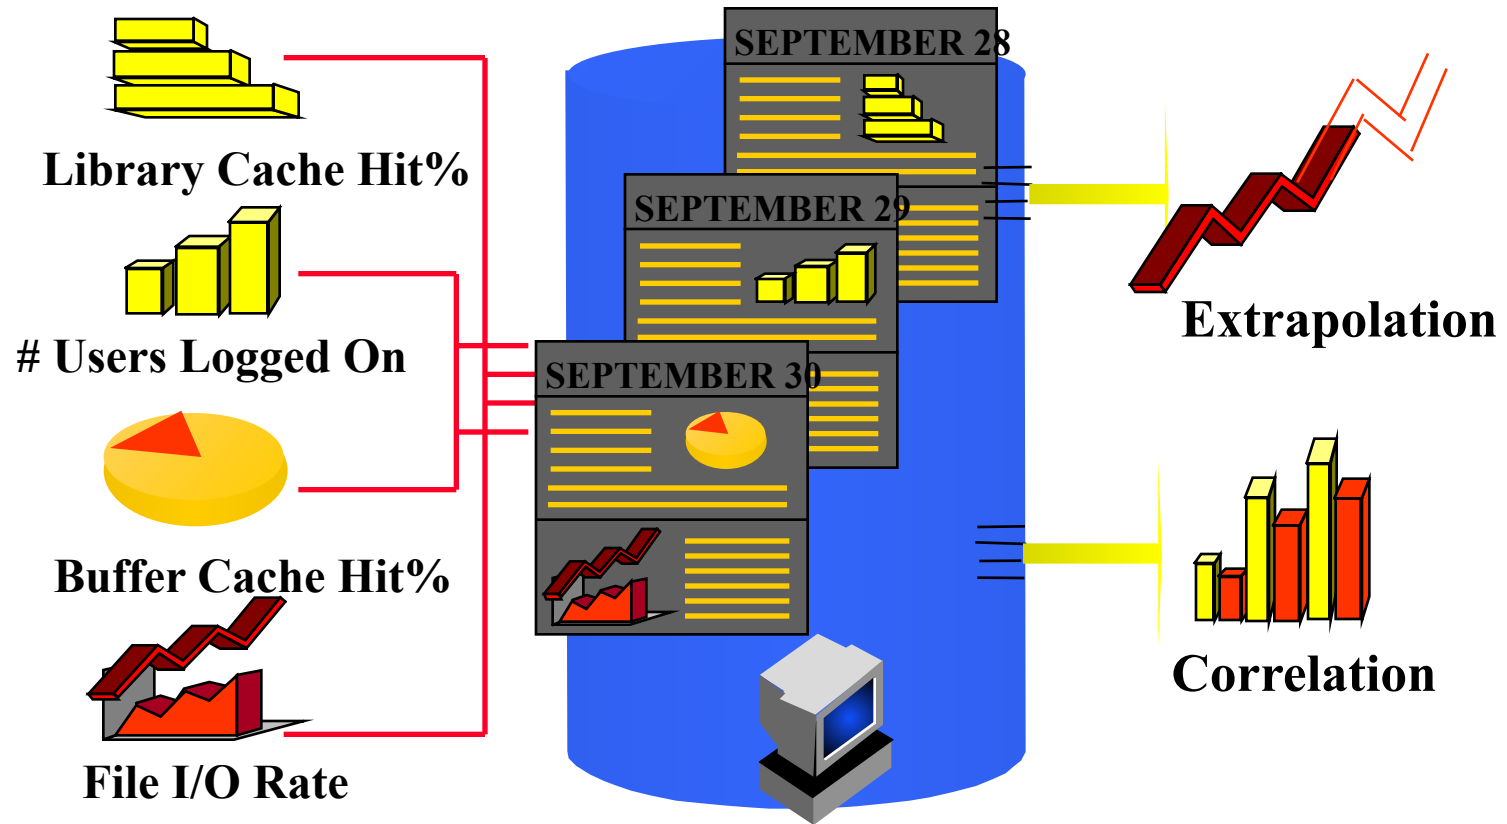 Library Cache Hit%
# Users Logged On
Buffer Cache Hit%
File I/O Rate
SEPTEMBER 28
SEPTEMBER 29
SEPTEMBER 30
Extrapolation
Correlation